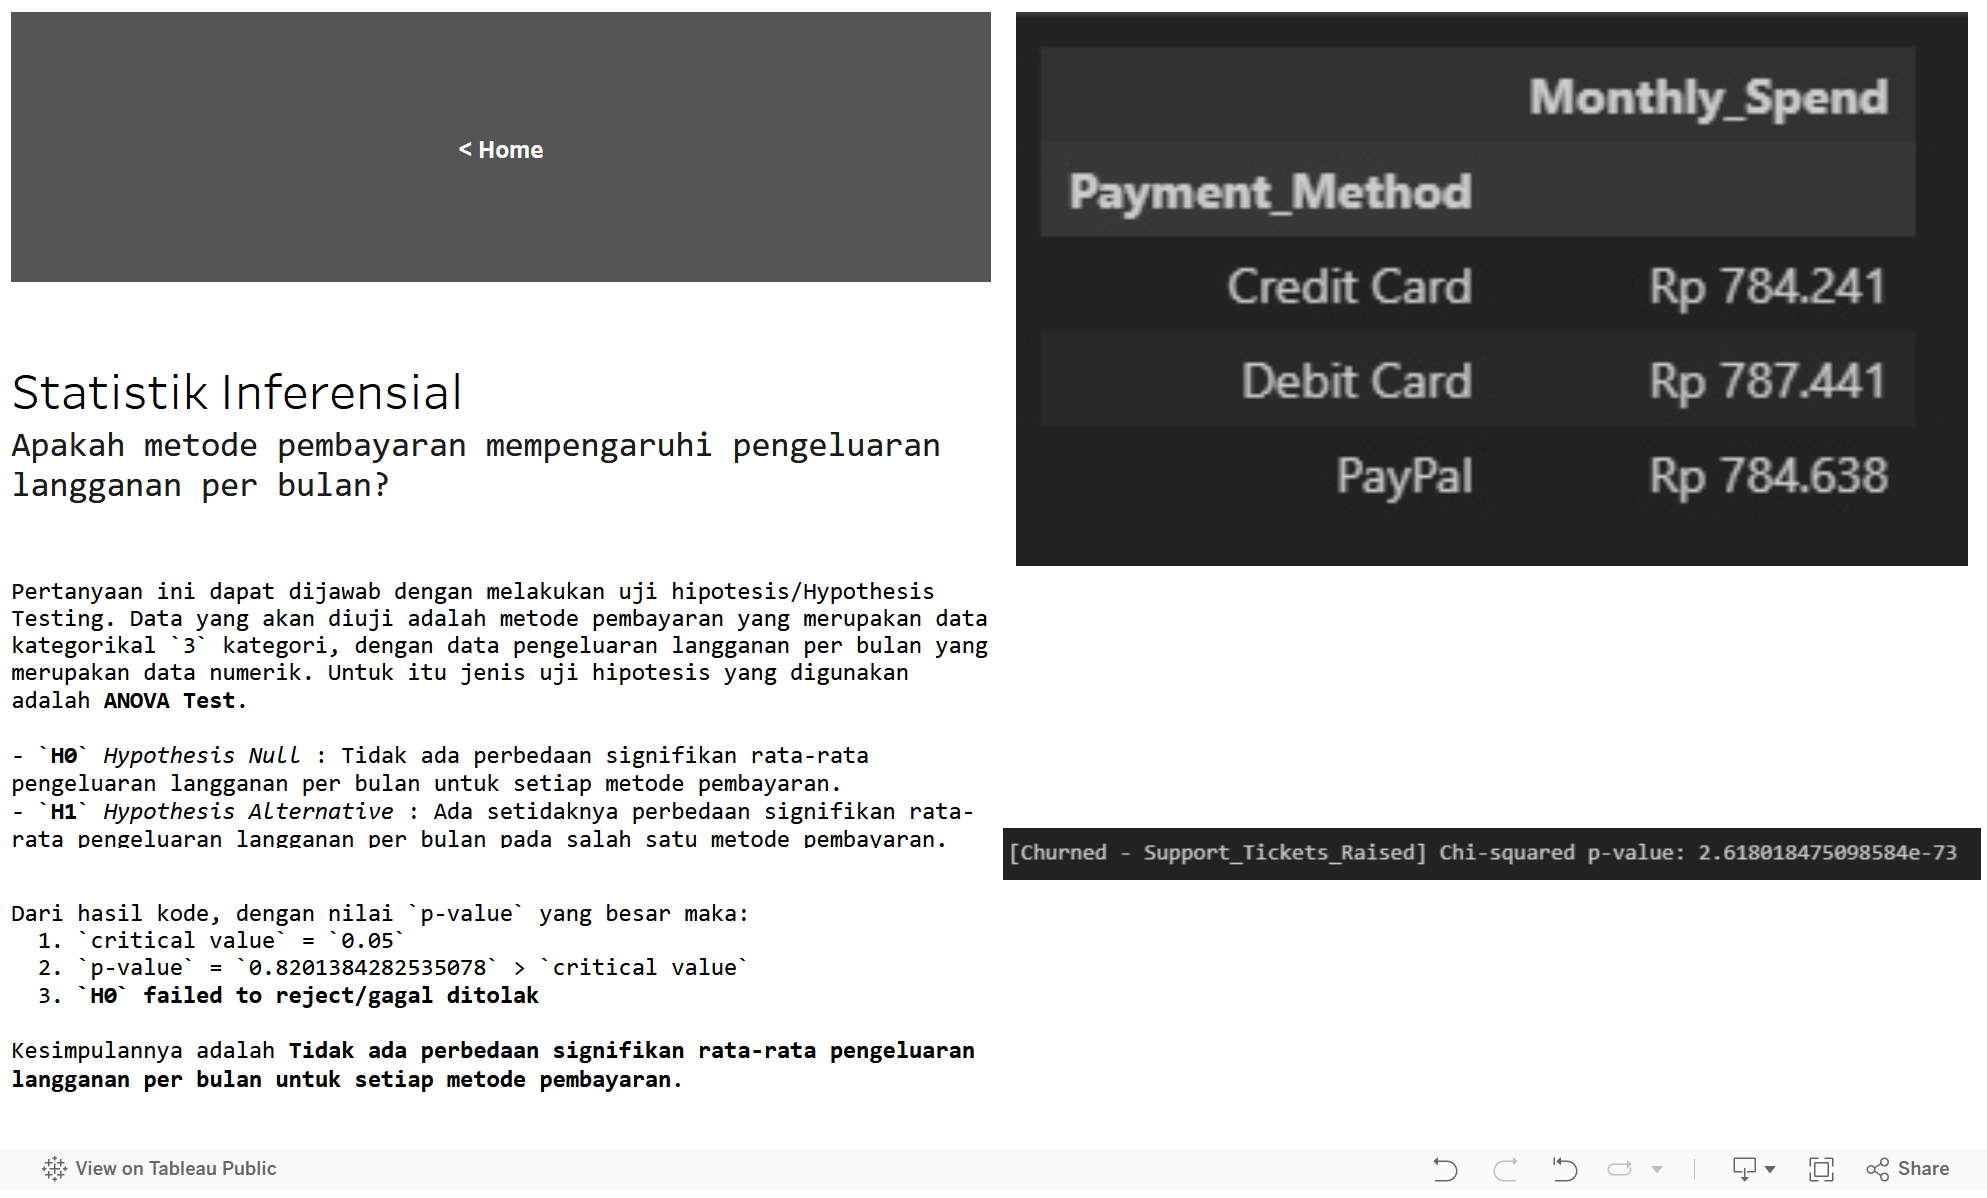 < Home
Statistik Inferensial
Apakah metode pembayaran mempengaruhi pengeluaran
langganan per bulan?
Pertanyaan ini dapat dijawab dengan melakukan uji hipotesis/Hypothesis
Testing. Data yang akan diuji adalah metode pembayaran yang merupakan data
kategorikal `3` kategori, dengan data pengeluaran langganan per bulan yang
merupakan data numerik. Untuk itu jenis uji hipotesis yang digunakan
adalah ANOVA Test.
- `H0` Hypothesis Null : Tidak ada perbedaan signifikan rata-rata
pengeluaran langganan per bulan untuk setiap metode pembayaran.
- `H1` Hypothesis Alternative : Ada setidaknya perbedaan signifikan rata-
rata pengeluaran langganan per bulan pada salah satu metode pembayaran.
Dari hasil kode, dengan nilai `p-value` yang besar maka:
1. `critical value` = `0.05`
2. `p-value` = `0.8201384282535078` > `critical value`
3. `H0` failed to reject/gagal ditolak
Kesimpulannya adalah Tidak ada perbedaan signifikan rata-rata pengeluaran
langganan per bulan untuk setiap metode pembayaran.
Monthly_Spend
Payment_Method
Credit Card Rp 784.241
Debit Card Rp 787.441
PayPal Rp 784.638
[Churned - Support_Tickets_Raised] Chi-squared p-value: 2.618018475098584e-73
View on Tableau Public
Share